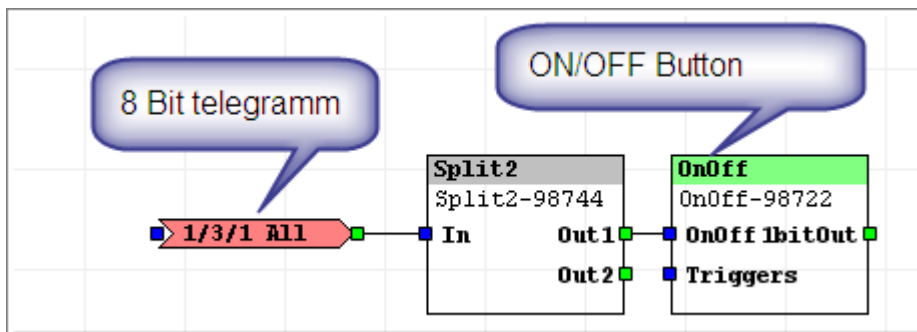 ON/OFF Button
8 Bit telegramm
Split2
Split2-98744
In Out1
Out2
OnOff
OnOff-98722
OnOff 1bitOut
Triggers
1/3/1 All